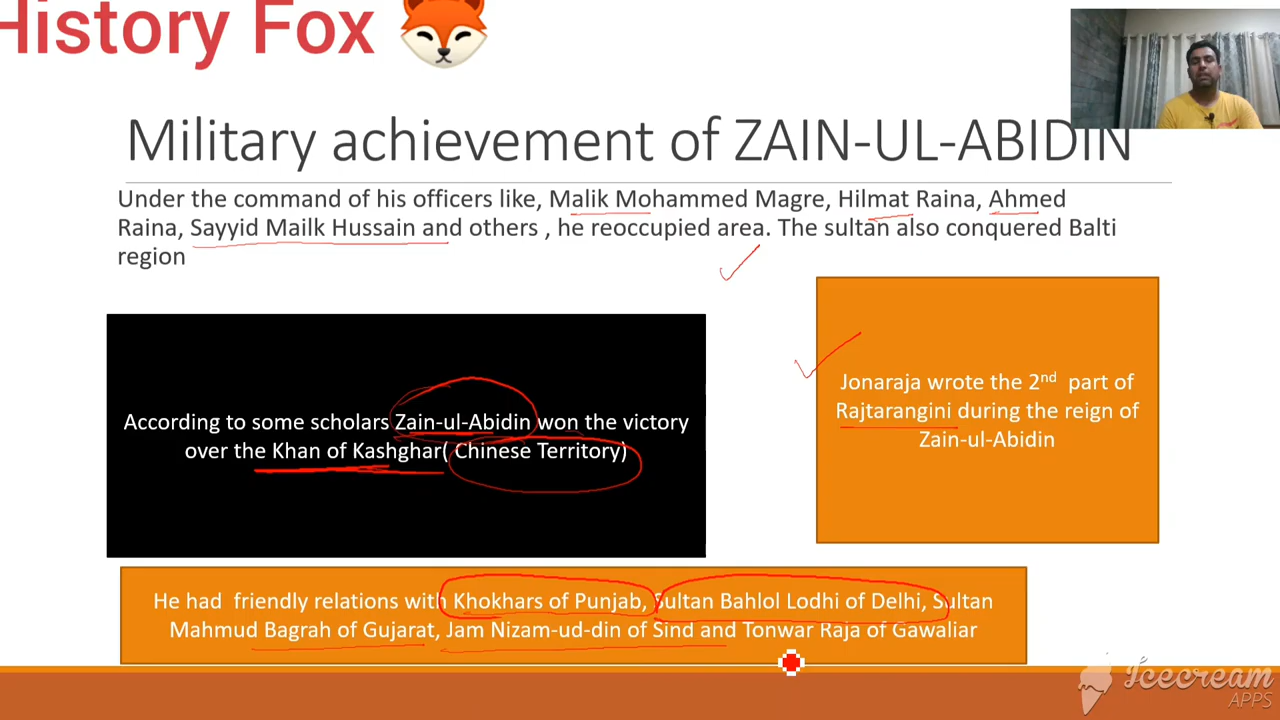 History Fox
Military achievement of ZAIN-UL-ABIDIN
Under the command of his officers like, Malik Mohammed Magre, Hilmat Raina, Ahmed
Raina, Sayyid Mailk Hussain and others , he reoccupied area. The sultan also conquered Balti
region
According to some scholars Zain-ul-Abidin won the victory
over the Khan of Kashghar( Chinese Territory)
Jonaraja wrote the 2nd part of
Rajtarangini during the reign of
Zain-ul-Abidin
He had friendly relations with Khokhars of Punjab, Sultan Bahlol Lodhi of Delhi, Sultan
Mahmud Bagrah of Gujarat, Jam Nizam-ud-din of Sind and Tonwar Raja of Gawaliar
Icecream
APPS